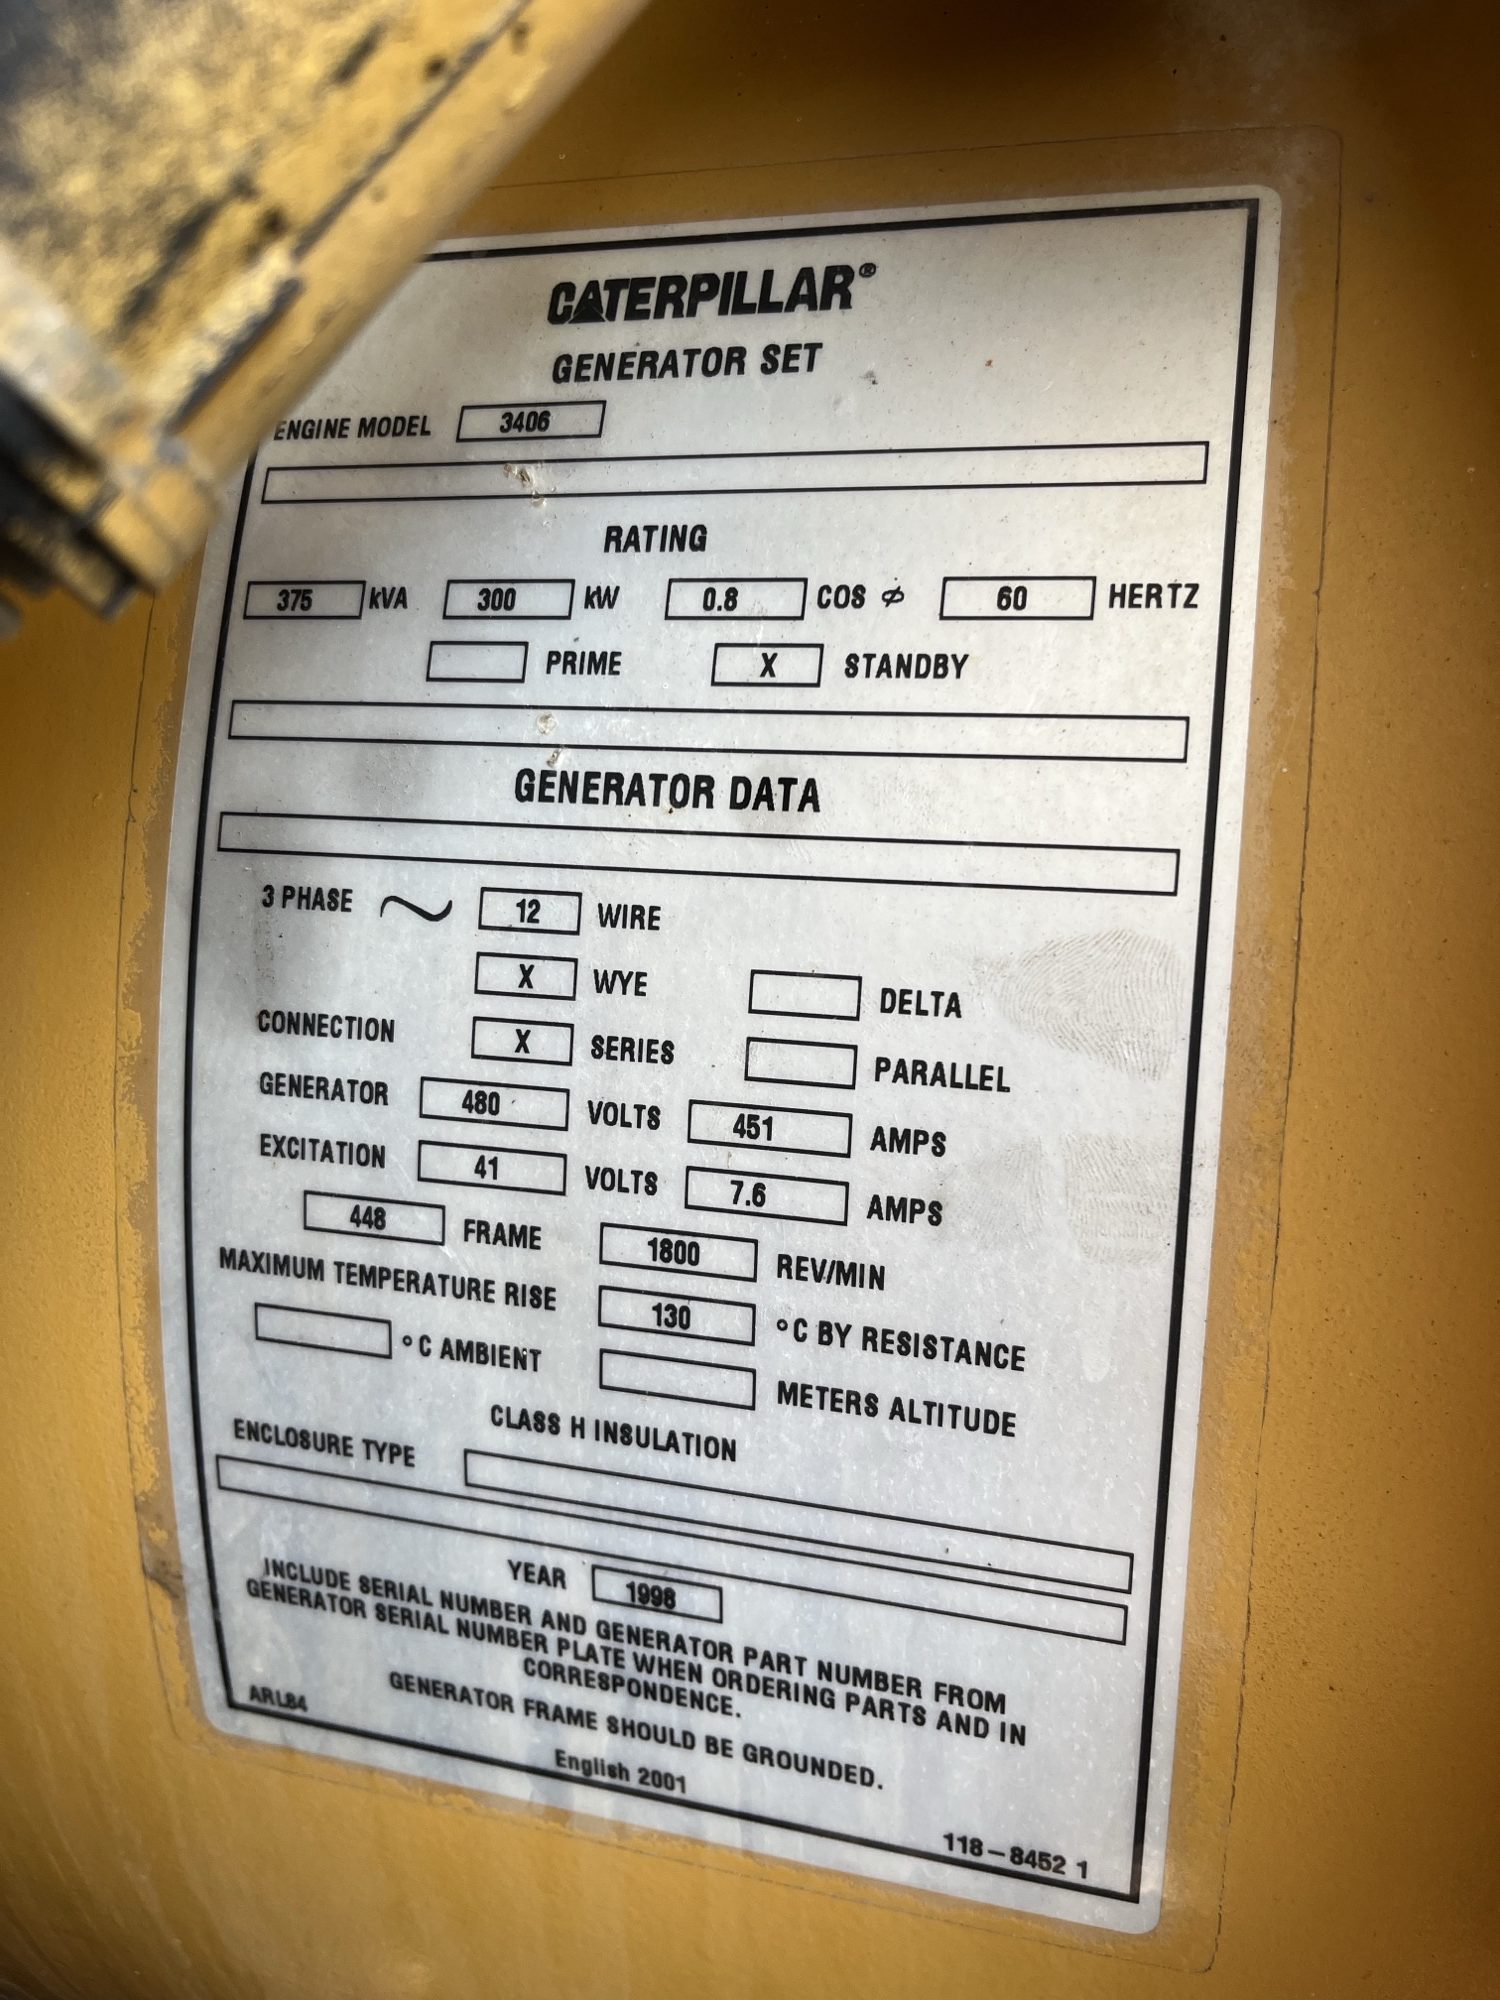 CATERPILLAR®
GENERATOR SET
ENGINE MODEL 3406
RATING
375 kVA 300 kW 0.8 COS ⌀ 60 HERTZ
PRIME X STANDBY
GENERATOR DATA
3 PHASE ~ 12 WIRE
X WYE DELTA
CONNECTION X SERIES PARALLEL
GENERATOR 480 VOLTS 451 AMPS
EXCITATION 41 VOLTS 7.6 AMPS
448 FRAME 1800 REV/MIN
MAXIMUM TEMPERATURE RISE 130 °C BY RESISTANCE
°C AMBIENT METERS ALTITUDE
CLASS H INSULATION
ENCLOSURE TYPE
YEAR 1998
INCLUDE SERIAL NUMBER AND GENERATOR PART NUMBER FROM
GENERATOR SERIAL NUMBER PLATE WHEN ORDERING PARTS AND IN
CORRESPONDENCE.
GENERATOR FRAME SHOULD BE GROUNDED.
ARL84
English 2001
118-8452 1